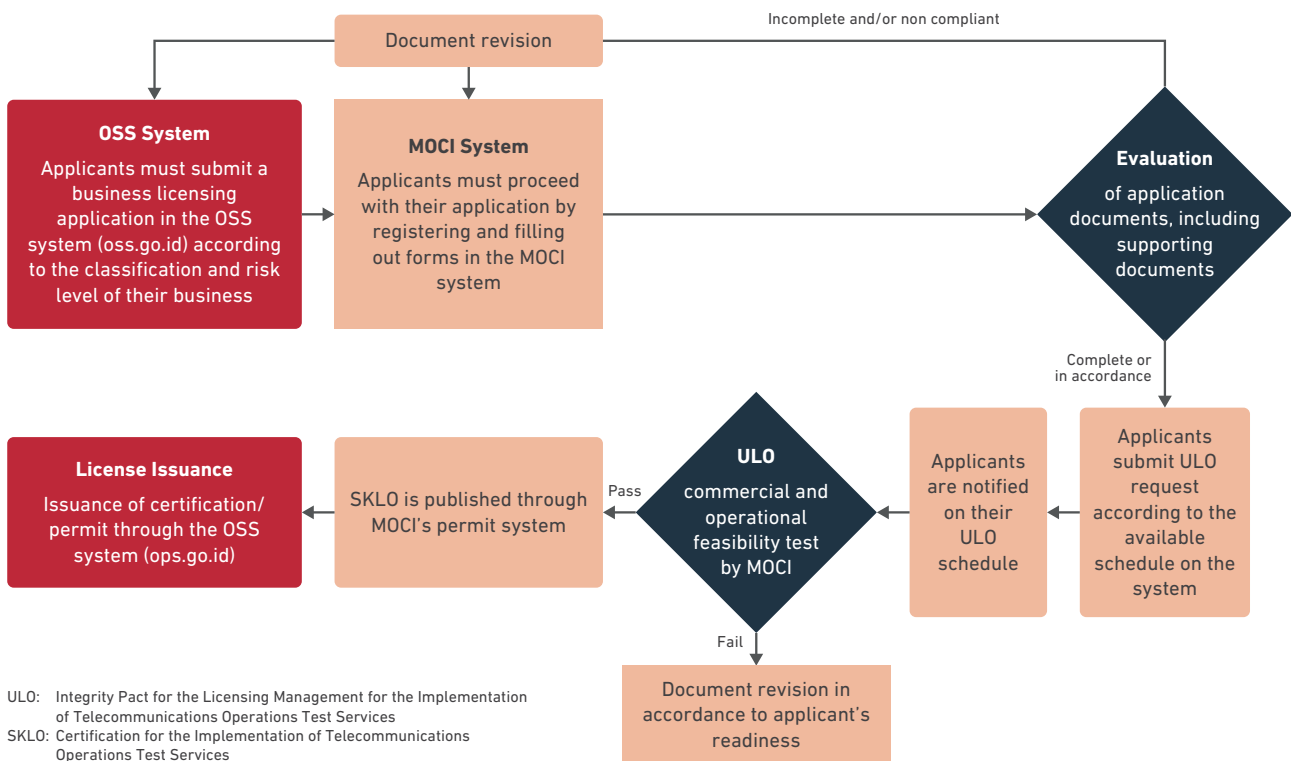 Incomplete and/or non compliant
Document revision
OSS System
Applicants must submit a
business licensing
application in the OSS
system (oss.go.id) according
to the classification and risk
level of their business
MOCI System
Applicants must proceed
with their application by
registering and filling
out forms in the MOCI
system
Evaluation
of application
documents, including
supporting
documents
Complete or
in accordance
Applicants
submit ULO
request
according to the
available
schedule on the
system
Applicants
are notified
on their
ULO
schedule
ULO
commercial and
operational
feasibility test
by MOCI
Pass
SKLO is published through
MOCI's permit system
License Issuance
Issuance of certification/
permit through the OSS
system (ops.go.id)
Fail
Document revision in
accordance to applicant's
readiness
ULO: Integrity Pact for the Licensing Management for the Implementation
of Telecommunications Operations Test Services
SKLO: Certification for the Implementation of Telecommunications
Operations Test Services